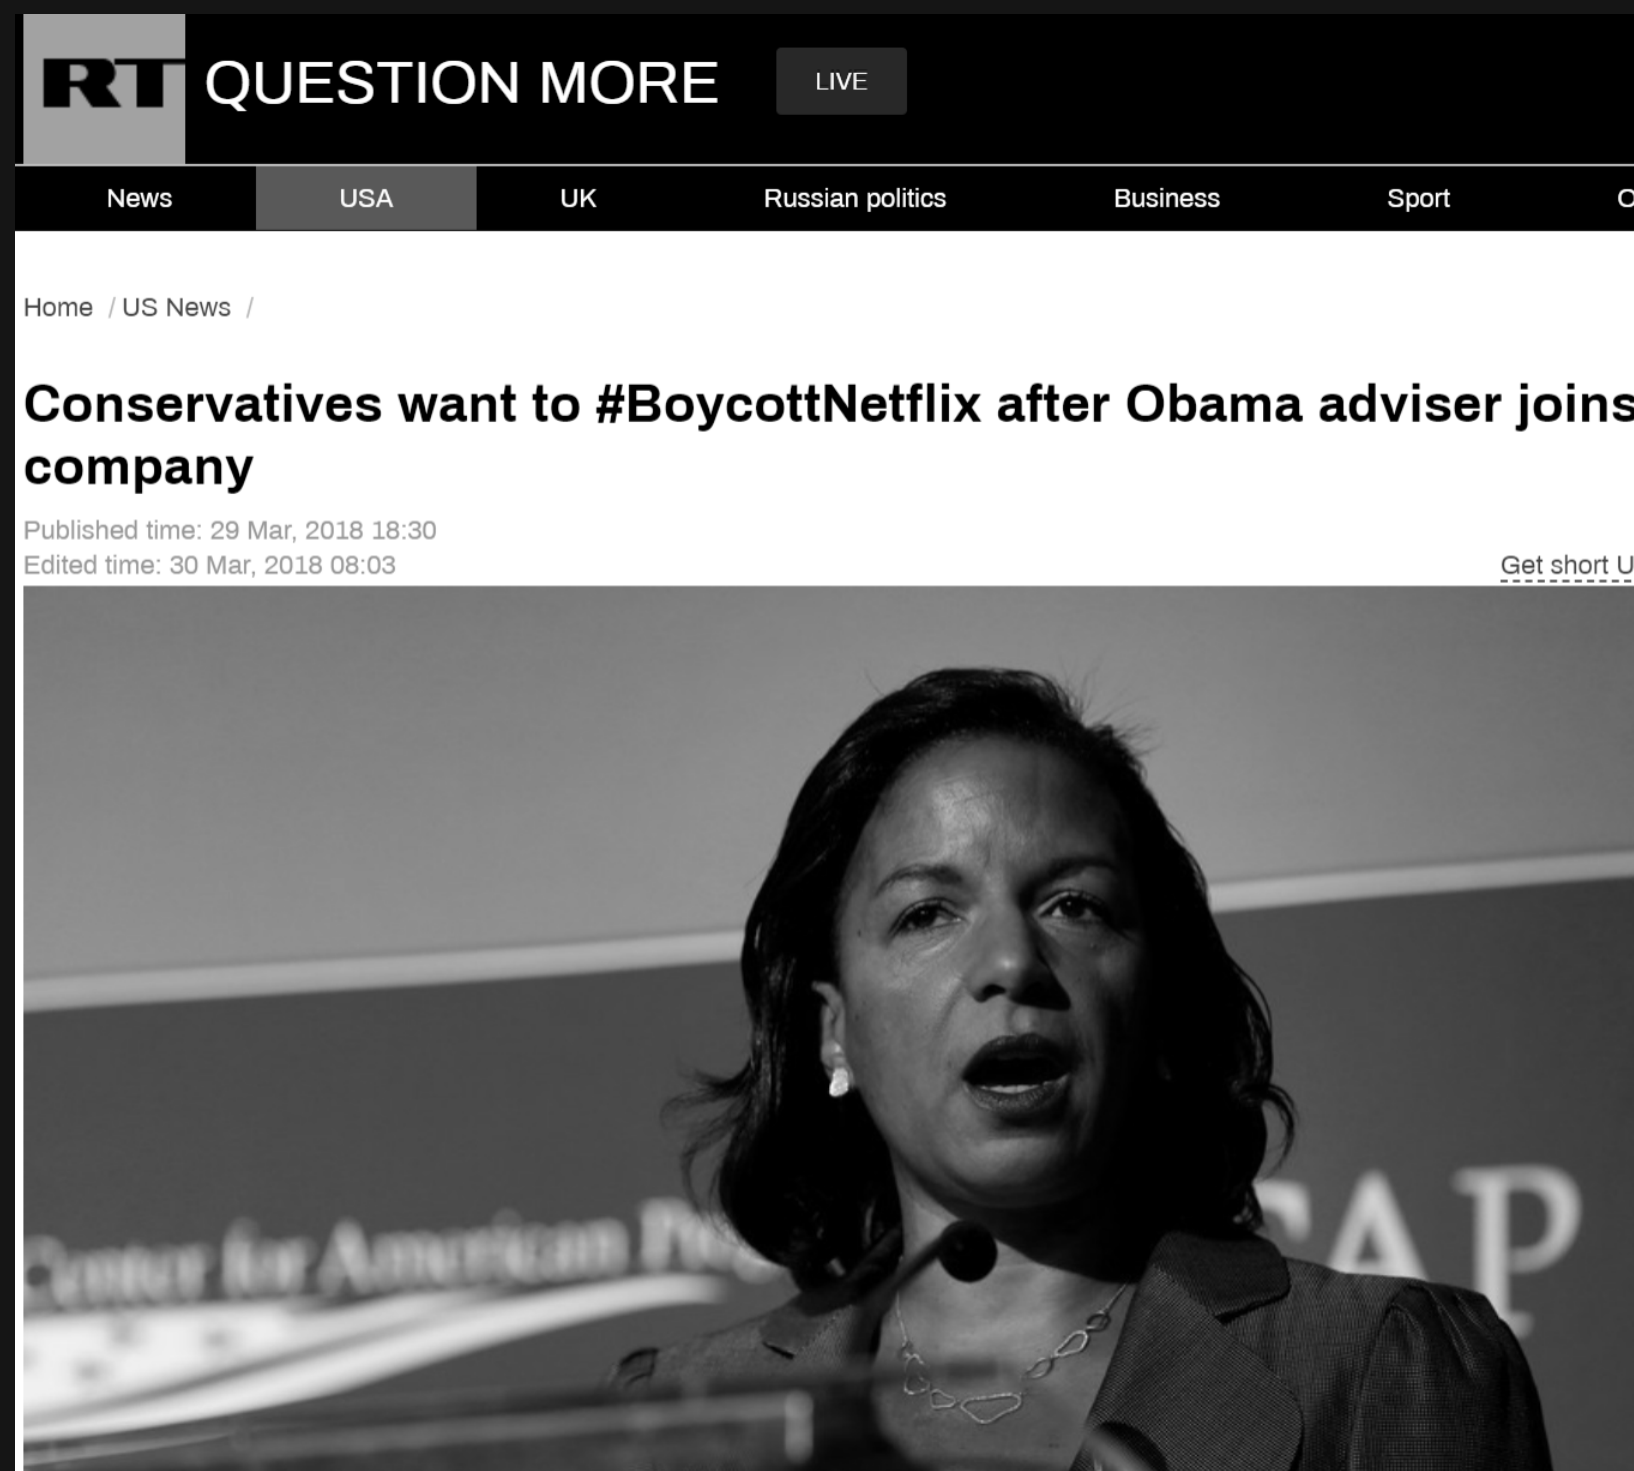 RT QUESTION MORE LIVE
News USA UK Russian politics Business Sport
Home / US News /
Conservatives want to #BoycottNetflix after Obama adviser joins
company
Published time: 29 Mar, 2018 18:30
Edited time: 30 Mar, 2018 08:03
Get short U
Center for American Prog
CAP